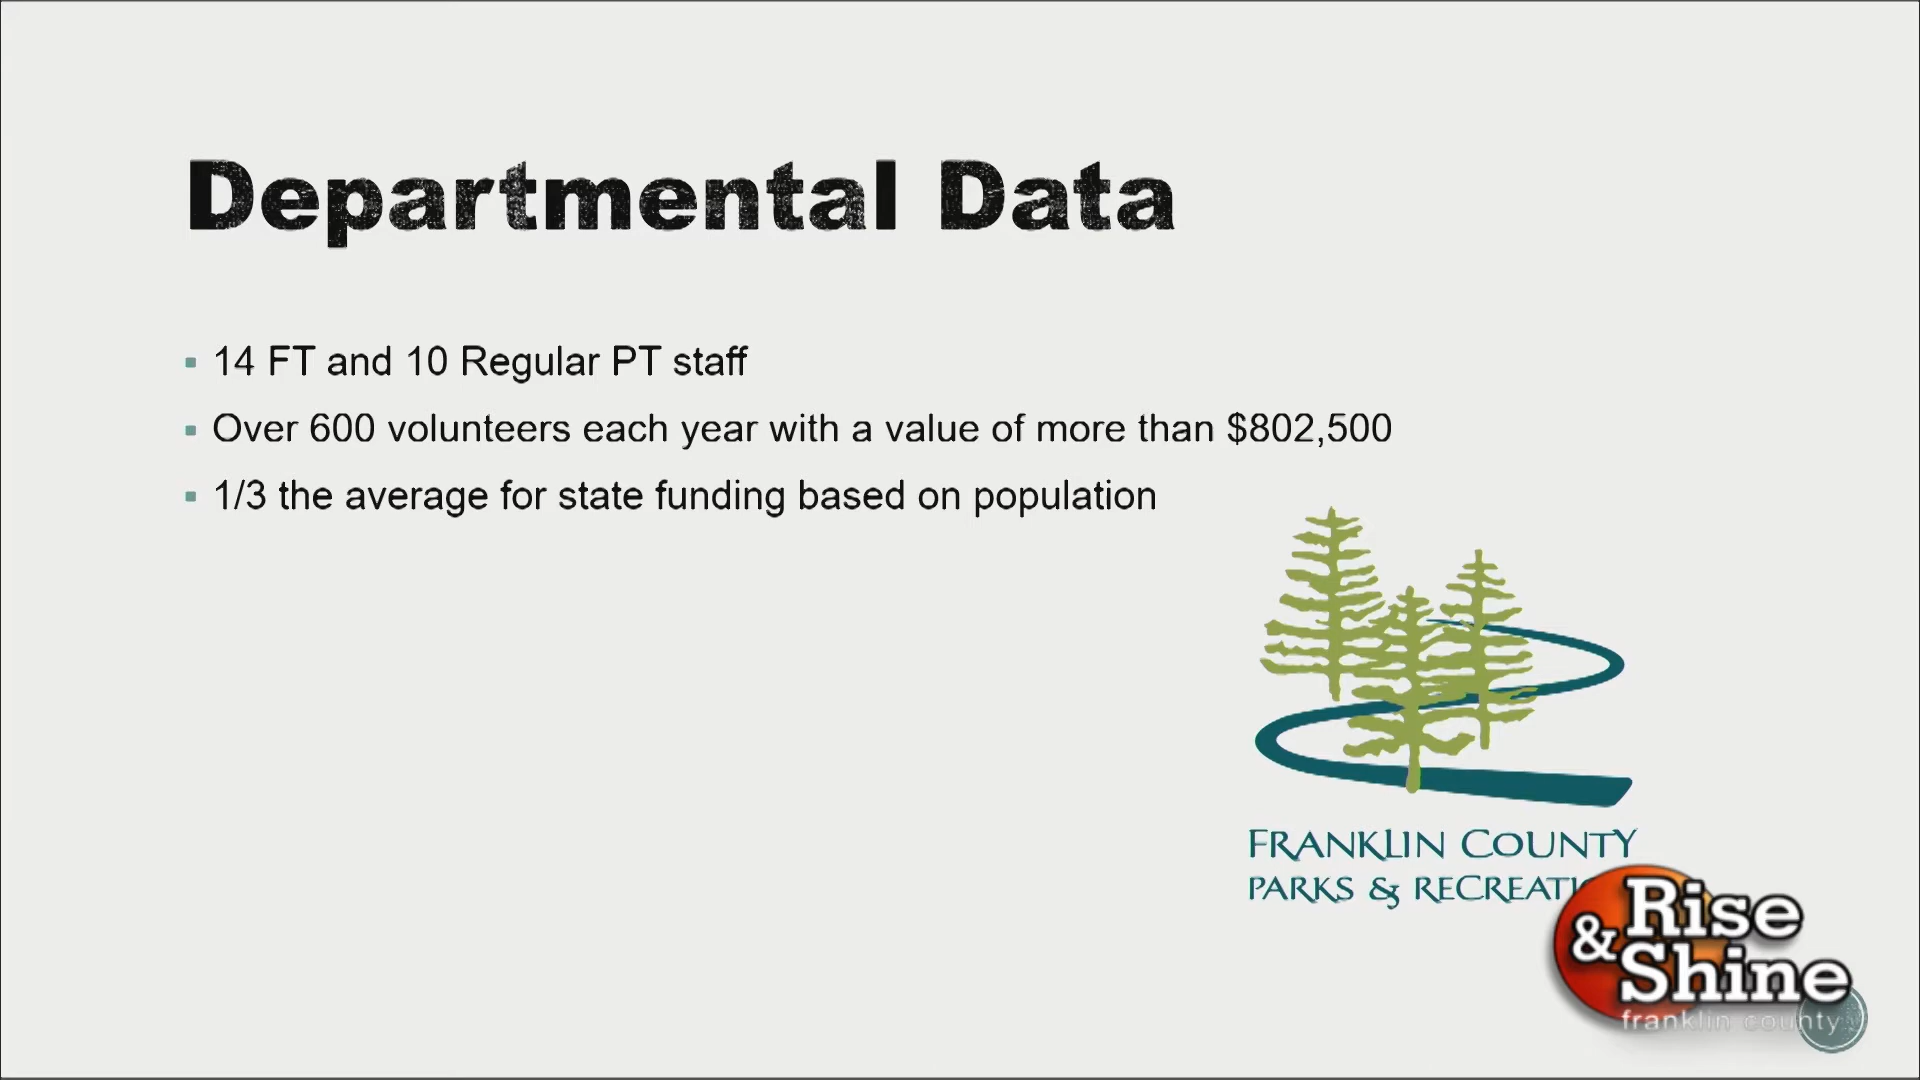 Departmental Data
14 FT and 10 Regular PT staff
Over 600 volunteers each year with a value of more than $802,500
1/3 the average for state funding based on population
FRANKLIN COUNTY
PARKS & RECREATI
Rise
& Shine
franklin county